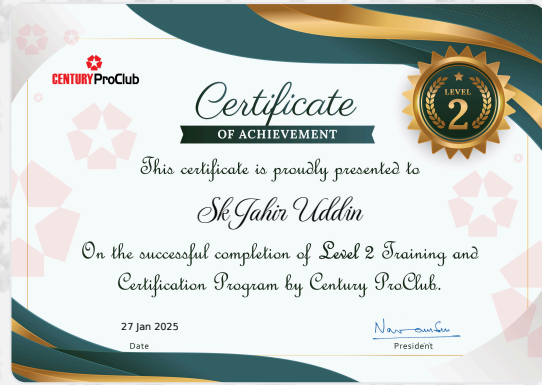 CENTURY ProClub
Certificate
OF ACHIEVEMENT
LEVEL
2
This certificate is proudly presented to
Sk Jahir Uddin
On the successful completion of Level 2 Training and
Certification Program by Century ProClub.
27 Jan 2025
Date
President